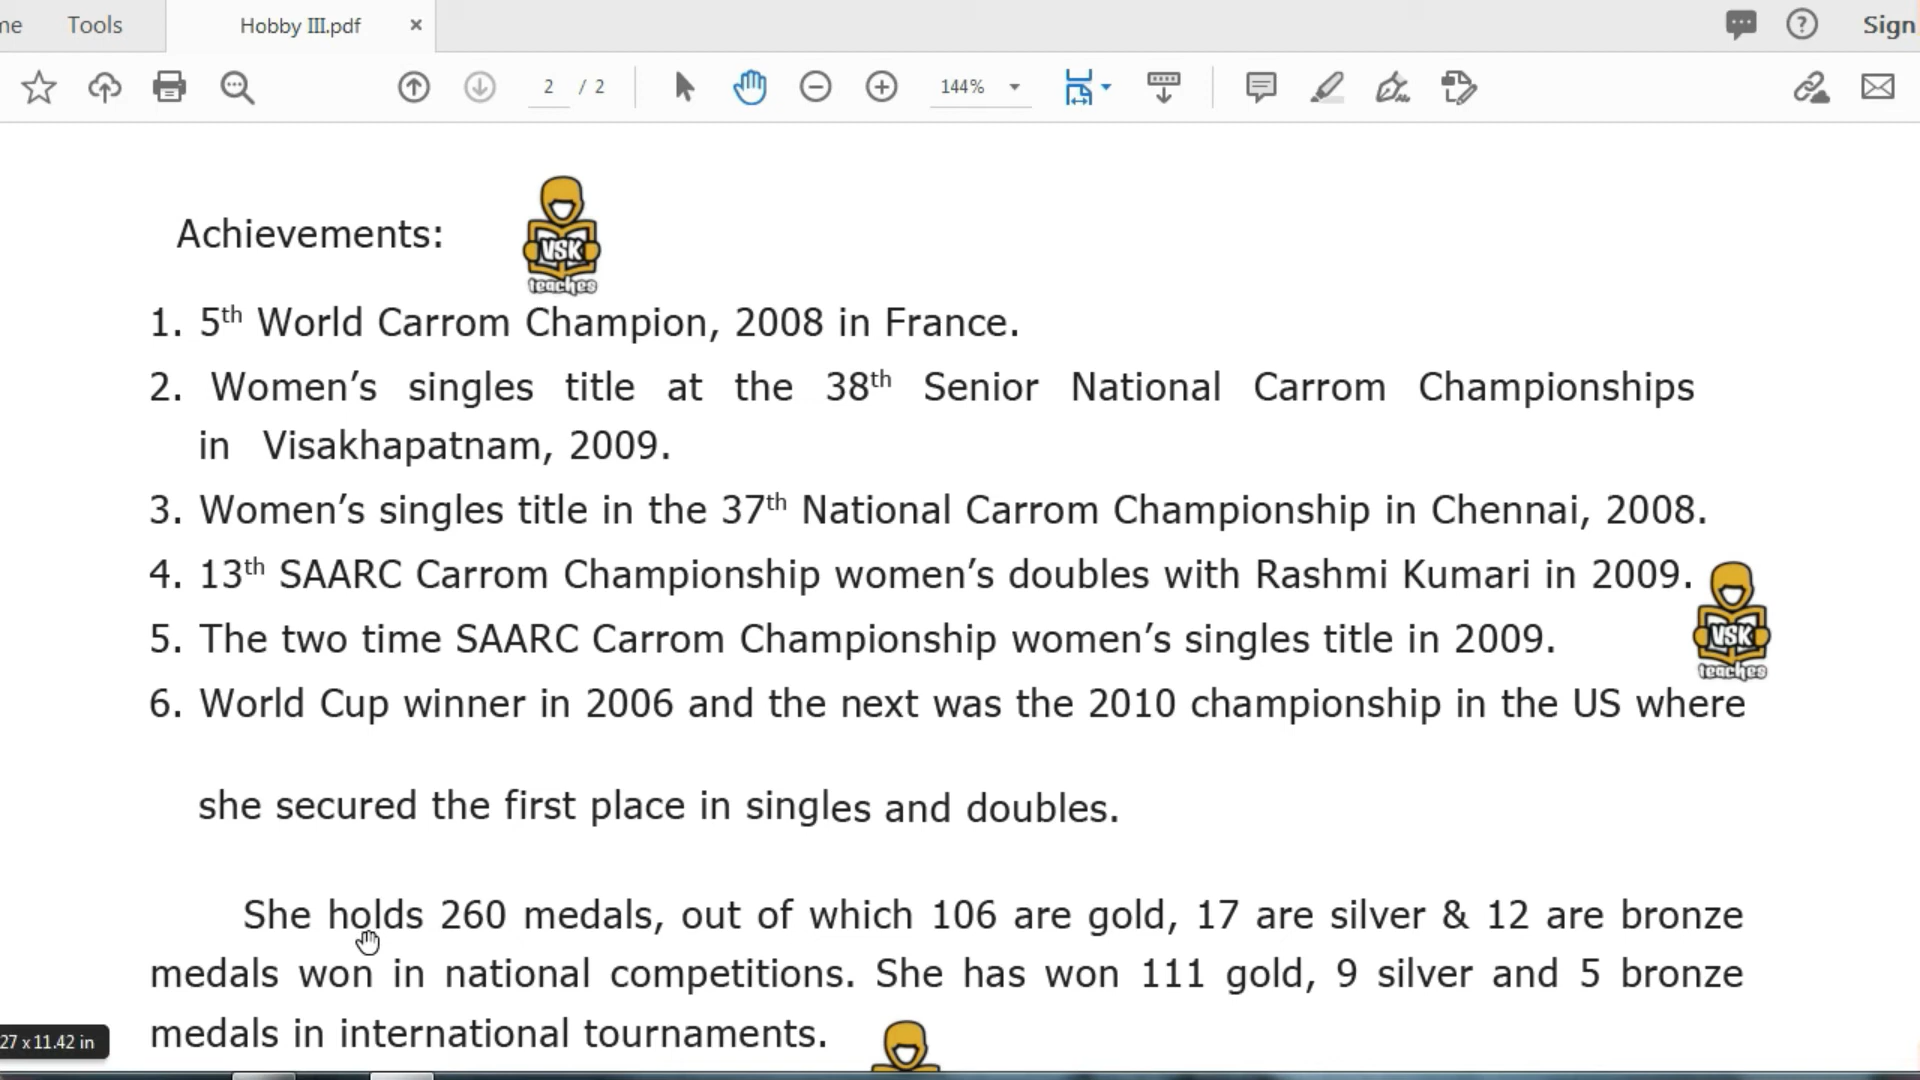 me Tools Hobby III.pdf × Sign
2 / 2 144%
Achievements:
VSK
teaches
1. 5th World Carrom Champion, 2008 in France.
2. Women’s singles title at the 38th Senior National Carrom Championships
in Visakhapatnam, 2009.
3. Women’s singles title in the 37th National Carrom Championship in Chennai, 2008.
4. 13th SAARC Carrom Championship women’s doubles with Rashmi Kumari in 2009.
5. The two time SAARC Carrom Championship women’s singles title in 2009.
VSK
teaches
6. World Cup winner in 2006 and the next was the 2010 championship in the US where
she secured the first place in singles and doubles.
She holds 260 medals, out of which 106 are gold, 17 are silver & 12 are bronze
medals won in national competitions. She has won 111 gold, 9 silver and 5 bronze
medals in international tournaments.
27 x 11.42 in